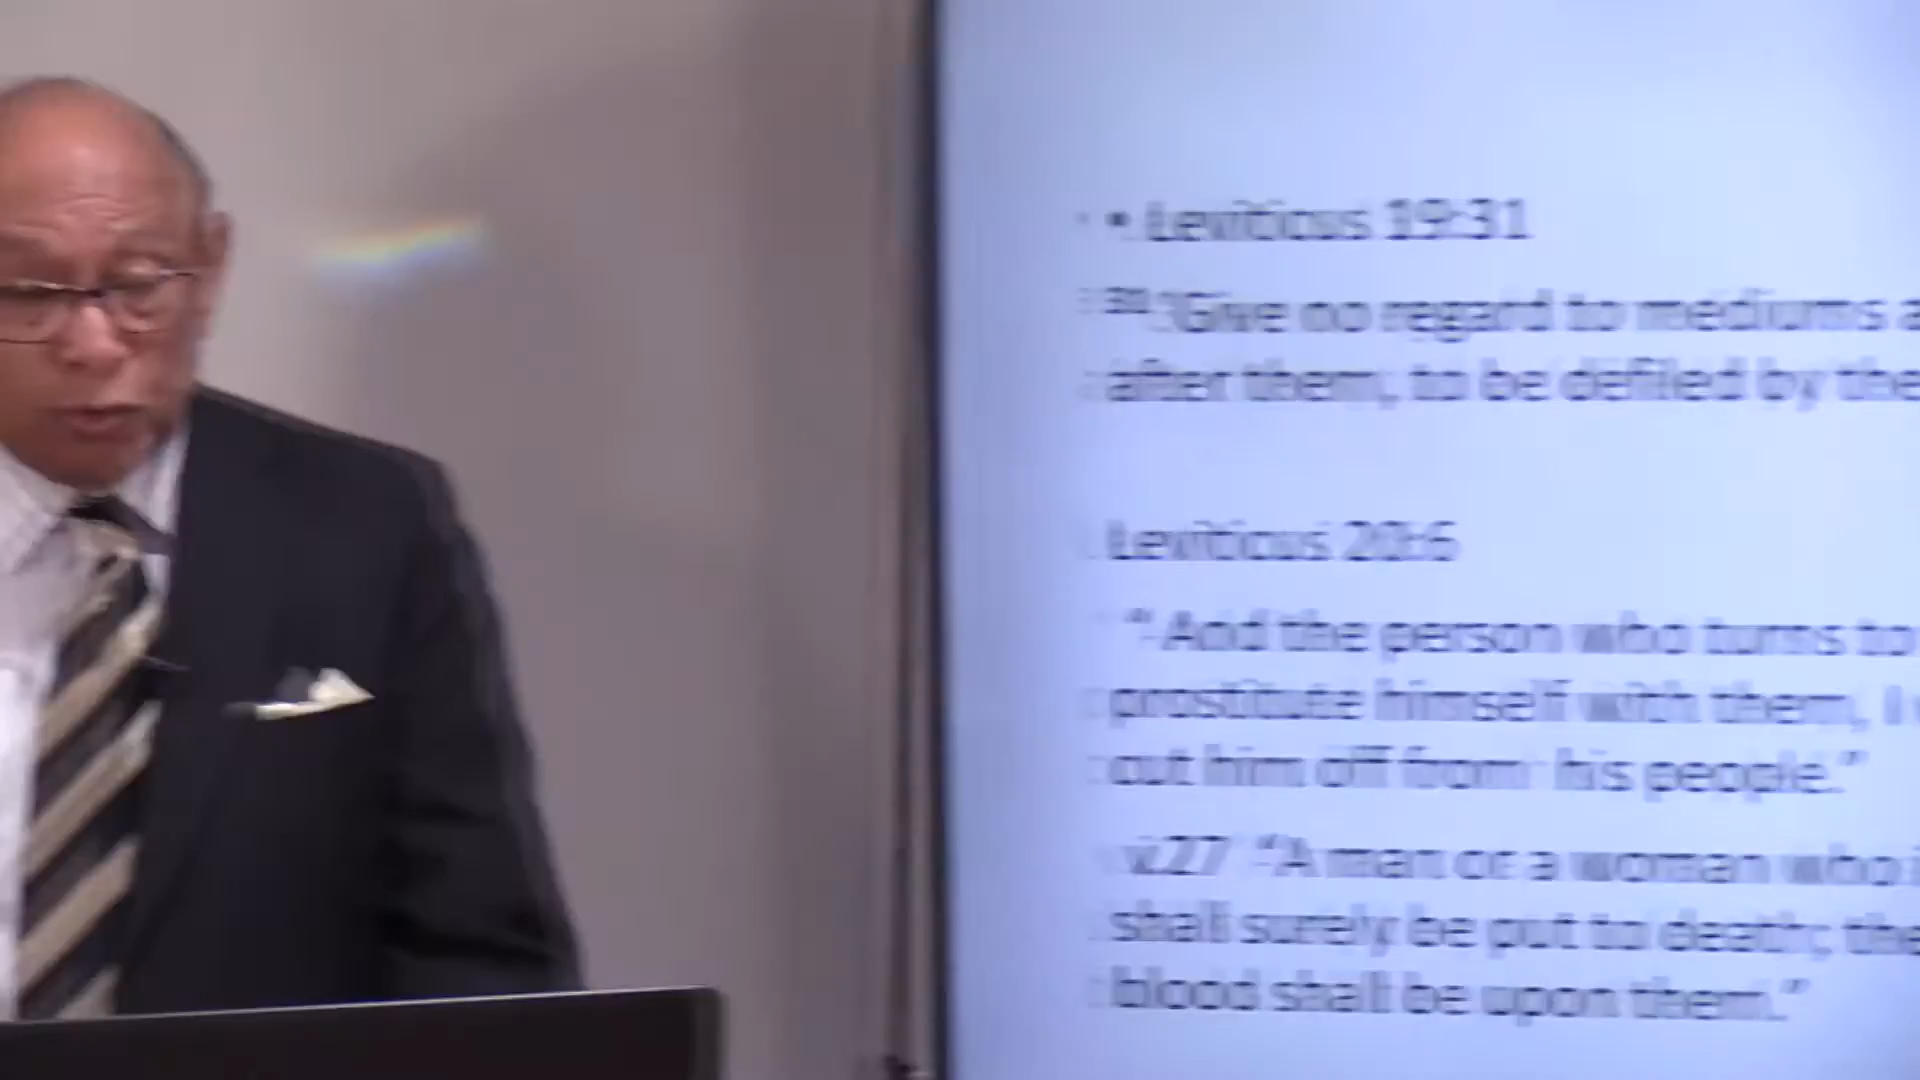 • Leviticus 19:31
31 'Give no regard to mediums a
after them, to be defiled by the
Leviticus 20:6
" And the person who turns to
prostitute himself with them, I
cut him off from his people."
v.27 "A man or a woman who i
shall surely be put to death; the
blood shall be upon them."